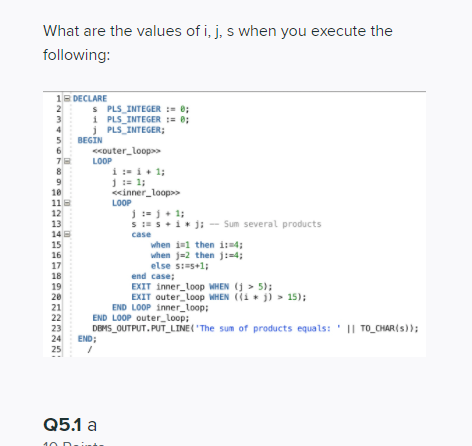 What are the values of i, j, s when you execute the
following:
1 DECLARE
2 s PLS_INTEGER := 0;
3 i PLS_INTEGER := 0;
4 j PLS_INTEGER;
5 BEGIN
6 <<outer_loop>>
7 LOOP
8 i := i + 1;
9 j := 1;
10 <<inner_loop>>
11 LOOP
12 j := j + 1;
13 s := s + i * j; -- Sum several products
14 case
15 when i=1 then i:=4;
16 when j=2 then j:=4;
17 else s:=s+1;
18 end case;
19 EXIT inner_loop WHEN (j > 5);
20 EXIT outer_loop WHEN ((i * j) > 15);
21 END LOOP inner_loop;
22 END LOOP outer_loop;
23 DBMS_OUTPUT.PUT_LINE('The sum of products equals: ' || TO_CHAR(s));
24 END;
25 /
Q5.1 a
10 Points